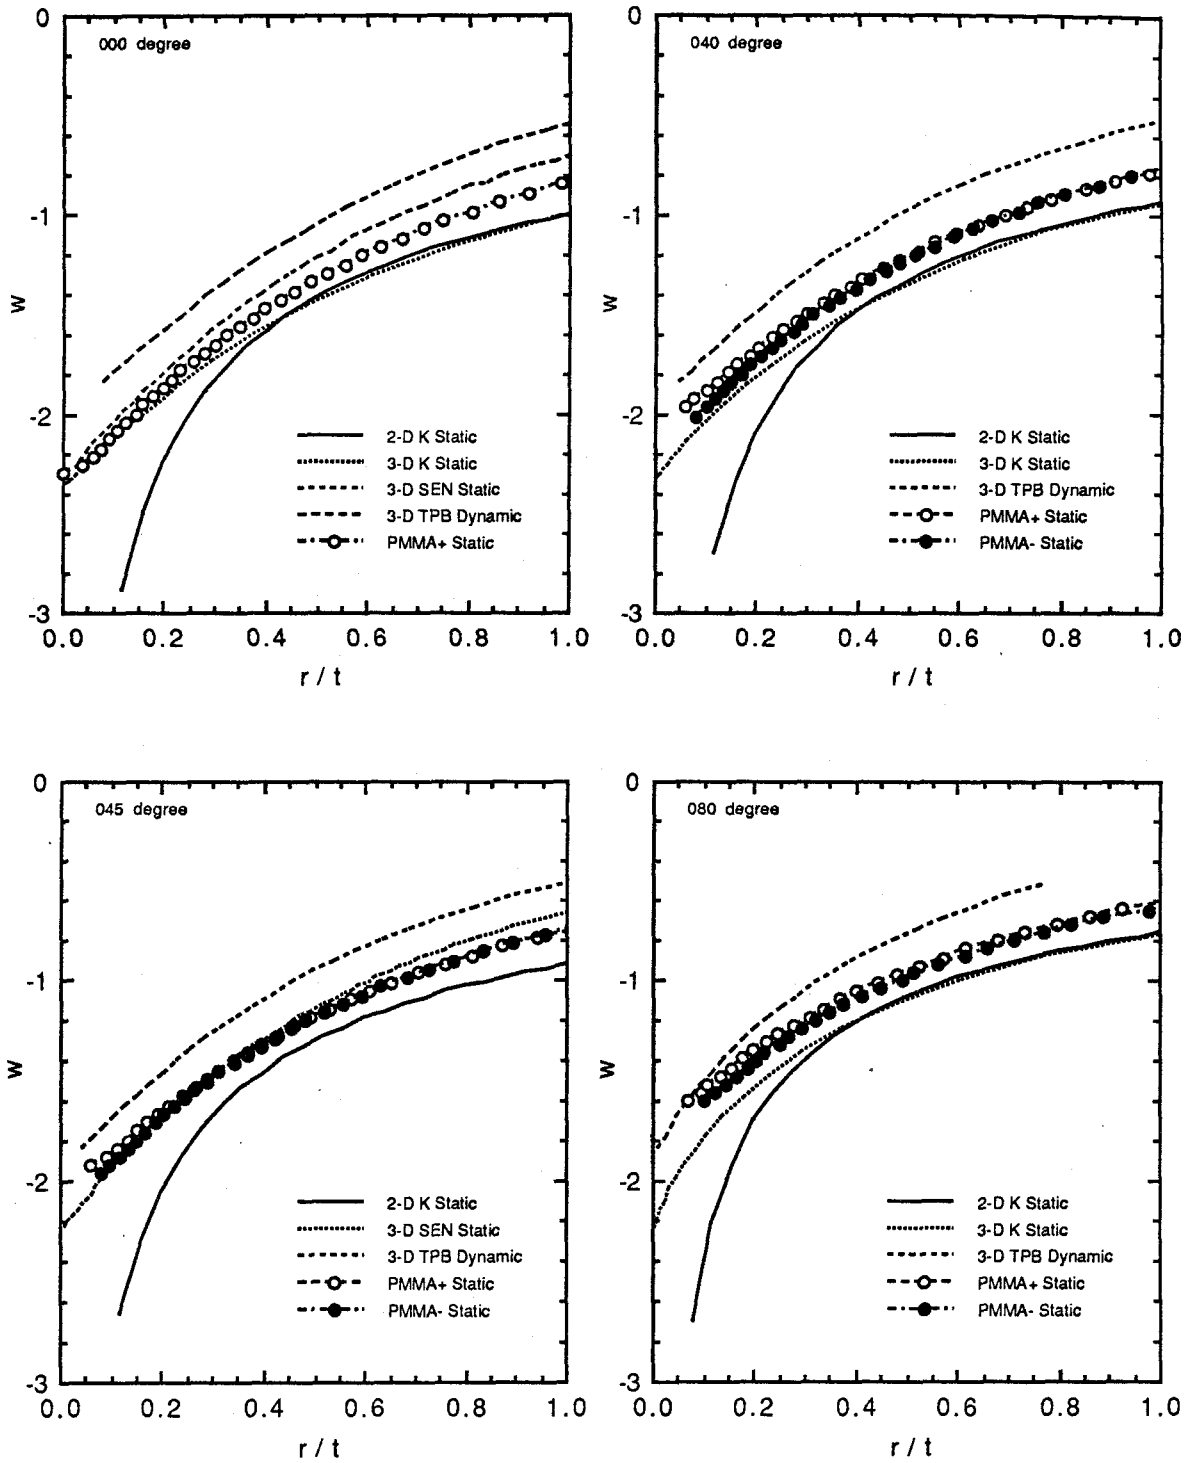 000 degree
0
-1
-2
-3
w
2-D K Static
3-D K Static
3-D SEN Static
3-D TPB Dynamic
PMMA+ Static
0.0 0.2 0.4 0.6 0.8 1.0
r / t
040 degree
0
-1
-2
-3
w
2-D K Static
3-D K Static
3-D TPB Dynamic
PMMA+ Static
PMMA- Static
0.0 0.2 0.4 0.6 0.8 1.0
r / t
045 degree
0
-1
-2
-3
w
2-D K Static
3-D SEN Static
3-D TPB Dynamic
PMMA+ Static
PMMA- Static
0.0 0.2 0.4 0.6 0.8 1.0
r / t
080 degree
0
-1
-2
-3
w
2-D K Static
3-D K Static
3-D TPB Dynamic
PMMA+ Static
PMMA- Static
0.0 0.2 0.4 0.6 0.8 1.0
r / t